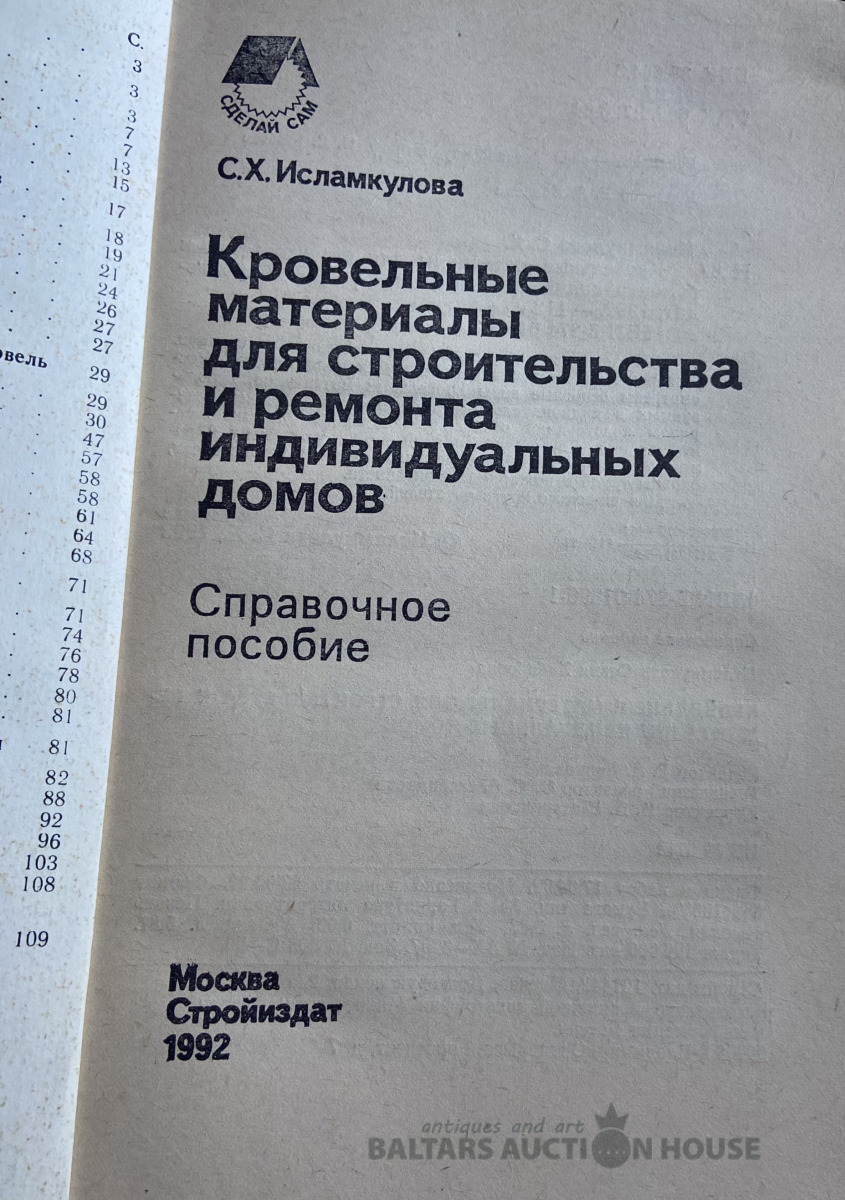 С.
3
3
3
7
7
13
15
17
18
19
21
24
26
27
27
овель
29
29
30
47
57
58
58
61
64
68
71
71
74
76
78
80
81
81
82
88
92
96
103
108
109
СДЕЛАЙ САМ
С.Х. Исламкулова
Кровельные
материалы
для строительства
и ремонта
индивидуальных
домов
Справочное
пособие
Москва
Стройиздат
1992
antiques and art
BALTARS AUCTION HOUSE